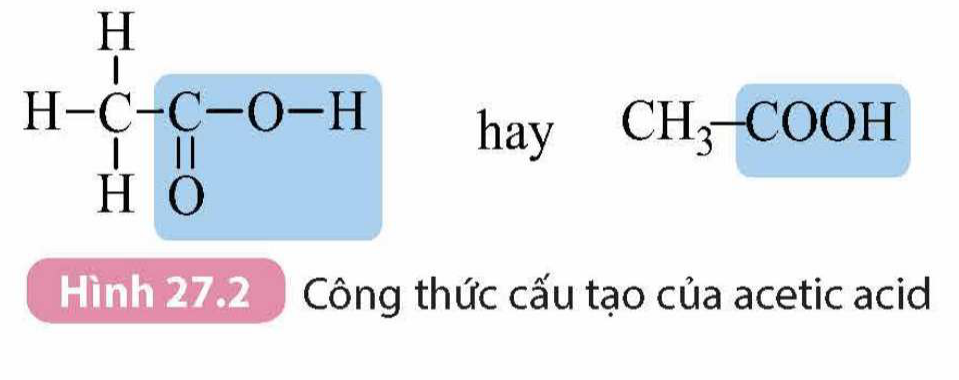 H
H–C–C–O–H hay CH₃–COOH
H O
Hình 27.2 Công thức cấu tạo của acetic acid